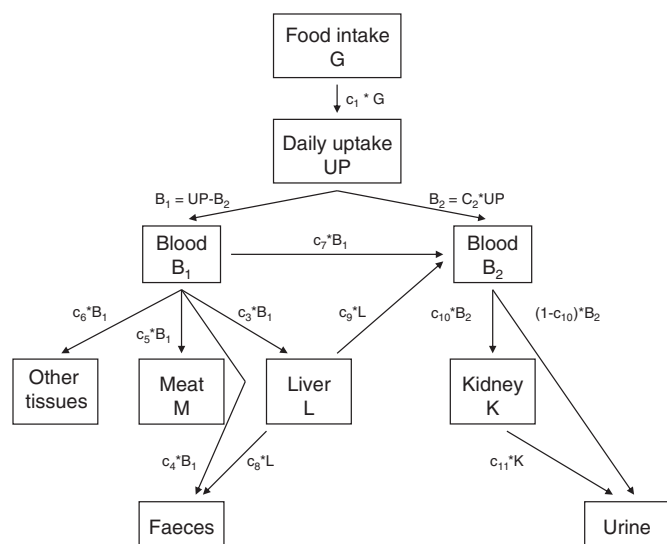 Food intake
G
c₁ * G
Daily uptake
UP
B₁ = UP-B₂
B₂ = C₂*UP
Blood
B₁
c₇*B₁
Blood
B₂
c₆*B₁
c₅*B₁
c₃*B₁
c₉*L
c₁₀*B₂
(1-c₁₀)*B₂
Other
tissues
Meat
M
Liver
L
Kidney
K
c₄*B₁
c₈*L
c₁₁*K
Faeces
Urine